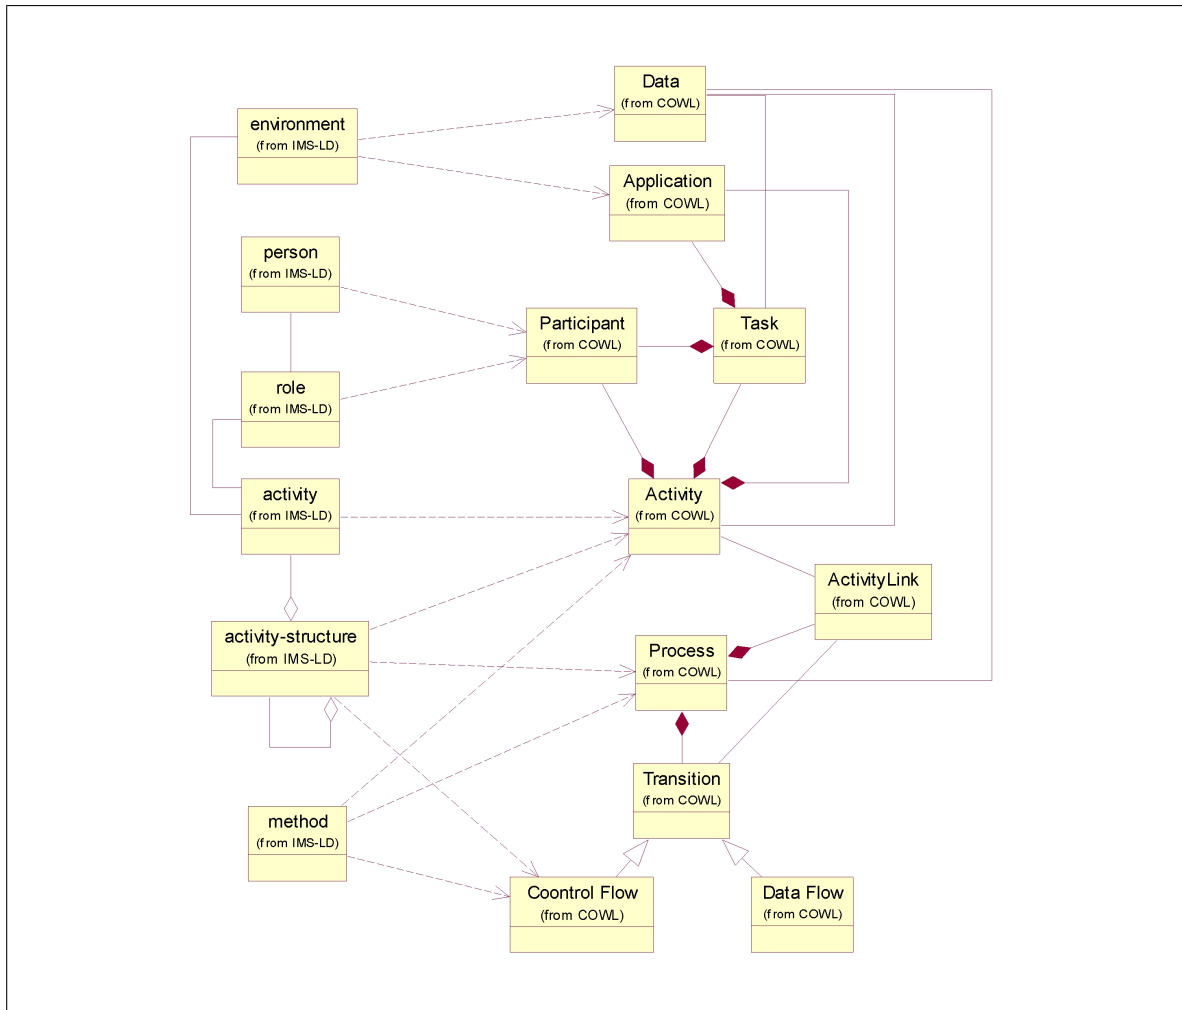 Data
(from COWL)
environment
(from IMS-LD)
Application
(from COWL)
person
(from IMS-LD)
Participant
(from COWL)
Task
(from COWL)
role
(from IMS-LD)
activity
(from IMS-LD)
Activity
(from COWL)
ActivityLink
(from COWL)
activity-structure
(from IMS-LD)
Process
(from COWL)
Transition
(from COWL)
method
(from IMS-LD)
Coontrol Flow
(from COWL)
Data Flow
(from COWL)